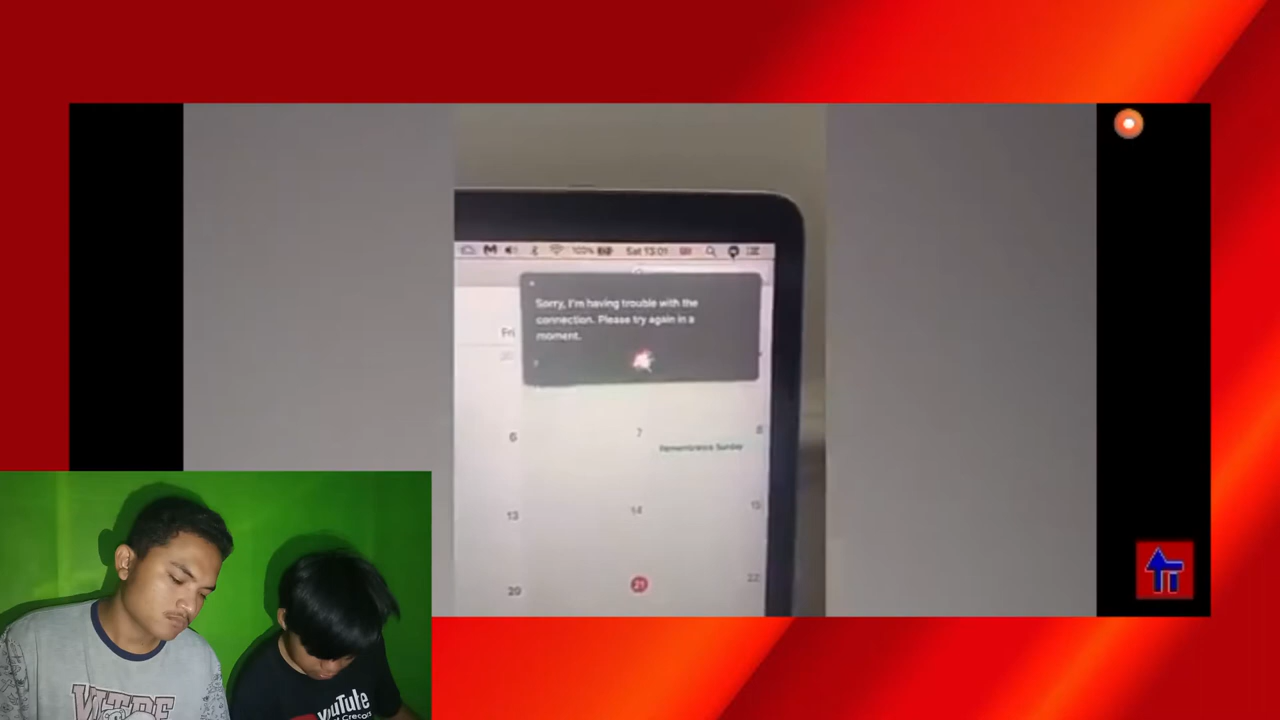 100%
Sat 13:01
Sorry, I'm having trouble with the
connection. Please try again in a
moment.
Fri
6
7
8
Remembrance Sunday
13
14
15
20
21
22
YouTube